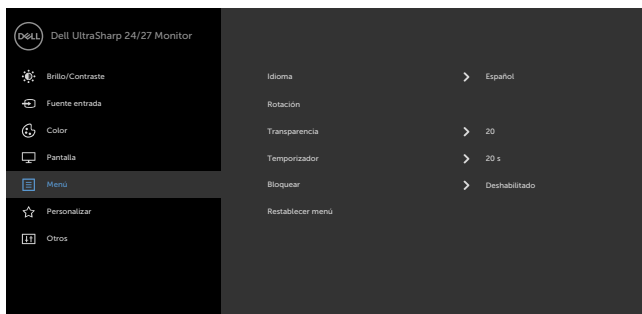 DELL Dell UltraSharp 24/27 Monitor
Brillo/Contraste
Idioma Español
Fuente entrada
Rotación
Color
Transparencia 20
Pantalla
Temporizador 20 s
Menú
Bloquear Deshabilitado
Personalizar
Restablecer menú
Otros